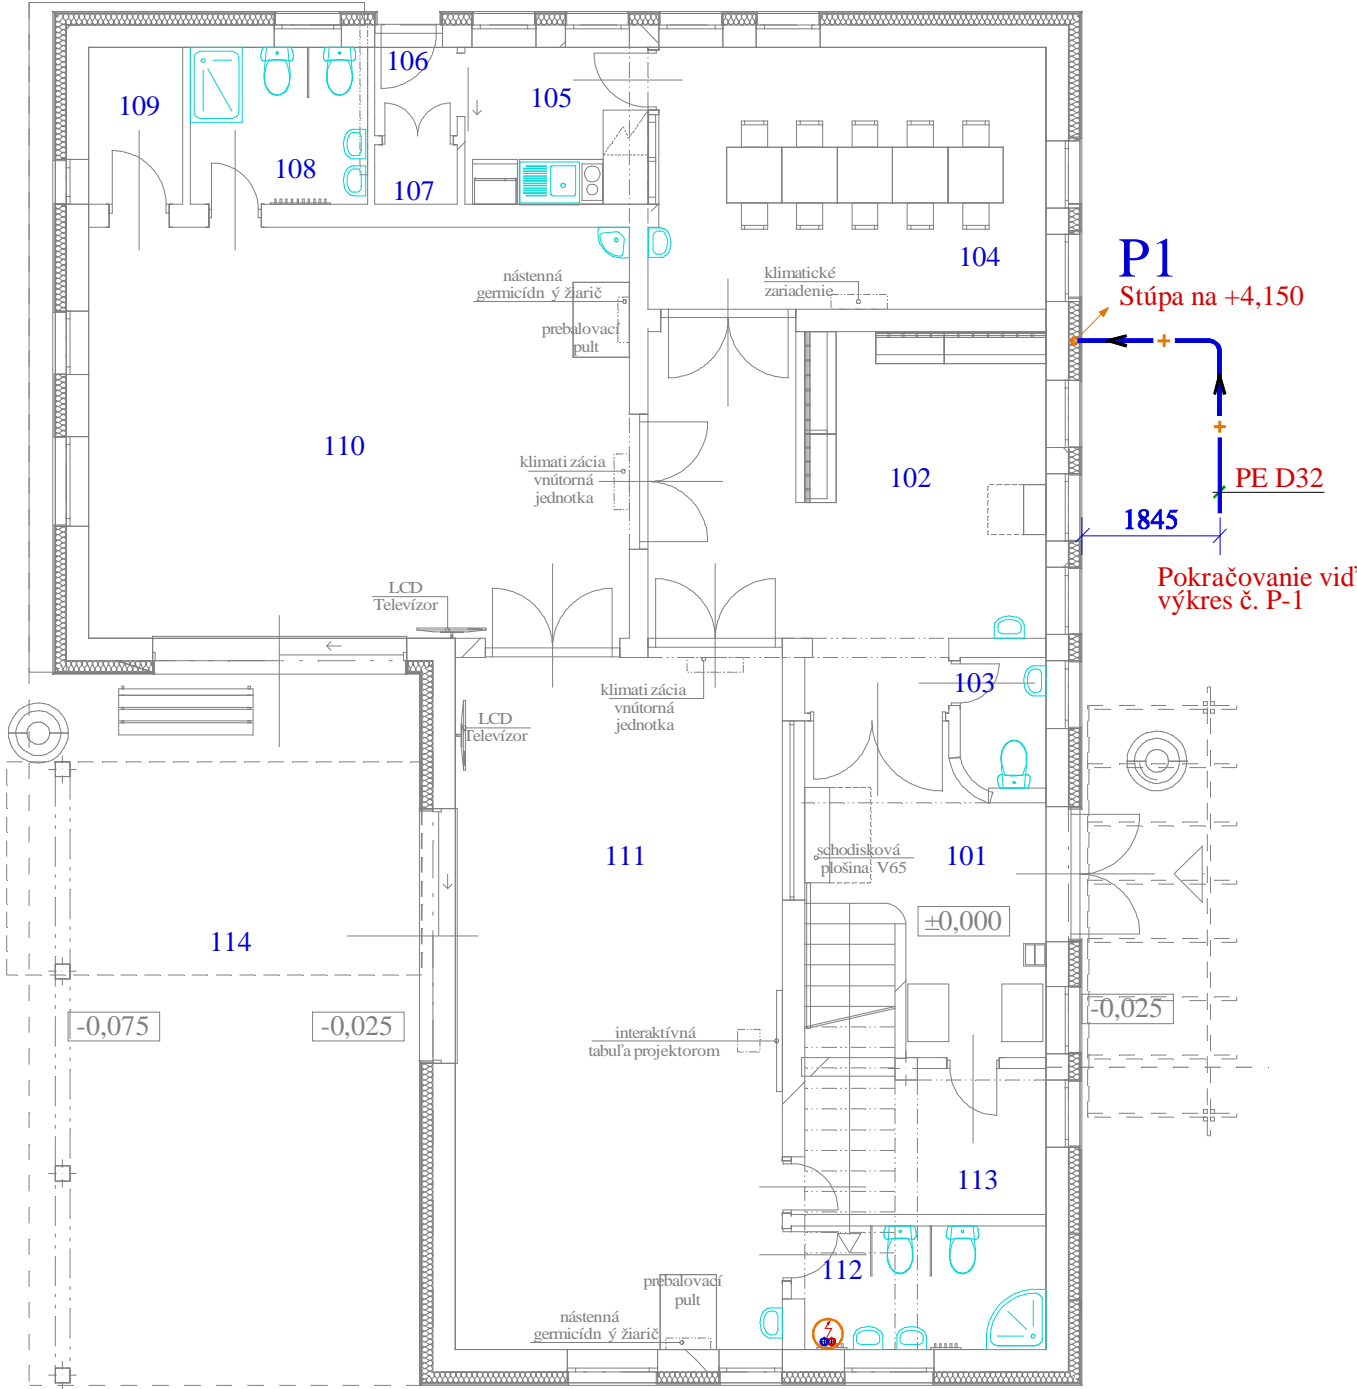 106
109
105
108
107
104
P1
Stúpa na +4,150
klimatické
zariadenie
nástenná
germicídn ý žiarič
prebalovací
pult
110
klimati zácia
vnútorná
jednotka
102
PE D32
1845
Pokračovanie viď
výkres č. P-1
LCD
Televízor
103
klimati zácia
vnútorná
jednotka
LCD
Televízor
111
101
schodisková
plošina V65
±0,000
114
-0,075
-0,025
-0,025
interaktívná
tabuľa projektorom
113
112
prebalovací
pult
nástenná
germicídn ý žiarič